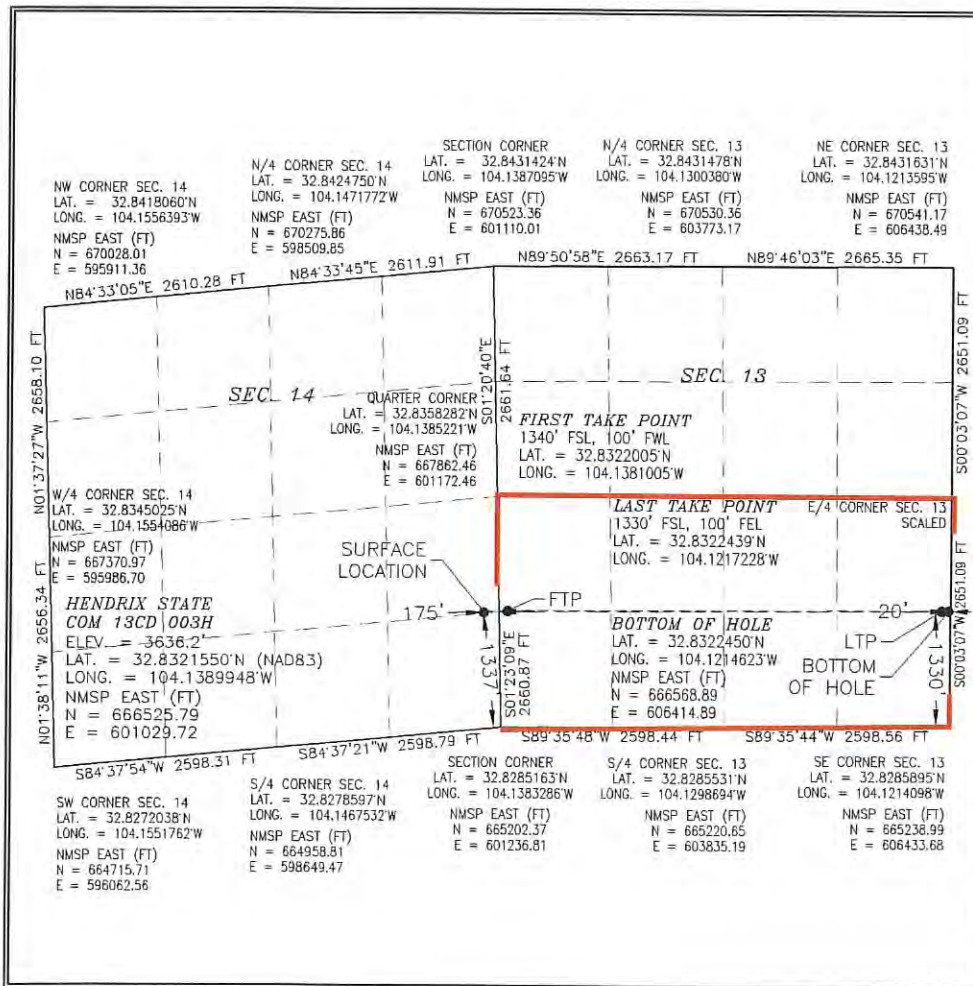 NW CORNER SEC. 14
LAT. = 32.8418060'N
LONG. = 104.1556393'W
NMSP EAST (FT)
N = 670028.01
E = 595911.36
N/4 CORNER SEC. 14
LAT. = 32.8424750'N
LONG. = 104.1471772'W
NMSP EAST (FT)
N = 670275.86
E = 598509.85
SECTION CORNER
LAT. = 32.8431424'N
LONG. = 104.1387095'W
NMSP EAST (FT)
N = 670523.36
E = 601110.01
N/4 CORNER SEC. 13
LAT. = 32.8431478'N
LONG. = 104.1300380'W
NMSP EAST (FT)
N = 670530.36
E = 603773.17
NE CORNER SEC. 13
LAT. = 32.8431631'N
LONG. = 104.1213595'W
NMSP EAST (FT)
N = 670541.17
E = 606438.49
N84'33'05"E 2610.28 FT
N84'33'45"E 2611.91 FT
N89'50'58"E 2663.17 FT
N89'46'03"E 2665.35 FT
N01'37'27"W 2658.10 FT
S01'20'40"E
2661.64 FT
S00'03'07"W 2651.09 FT
SEC. 14
SEC. 13
QUARTER CORNER
LAT. = 32.8358282'N
LONG. = 104.1385221'W
NMSP EAST (FT)
N = 667862.46
E = 601172.46
FIRST TAKE POINT
1340' FSL, 100' FWL
LAT. = 32.8322005'N
LONG. = 104.1381005'W
W/4 CORNER SEC. 14
LAT. = 32.8345025'N
LONG. = 104.1554086'W
NMSP EAST (FT)
N = 667370.97
E = 595986.70
LAST TAKE POINT
1330' FSL, 100' FEL
LAT. = 32.8322439'N
LONG. = 104.1217228'W
E/4 CORNER SEC. 13
SCALED
SURFACE
LOCATION
175'
FTP
20'
LTP
BOTTOM
OF HOLE
HENDRIX STATE
COM 13CD 003H
ELEV. = 3636.2'
LAT. = 32.8321550'N (NAD83)
LONG. = 104.1389948'W
NMSP EAST (FT)
N = 666525.79
E = 601029.72
BOTTOM OF HOLE
LAT. = 32.8322450'N
LONG. = 104.1214623'W
NMSP EAST (FT)
N = 666568.89
E = 606414.89
N01'38'11"W 2656.34 FT
1337'
S01'23'09"E
2660.87 FT
1330'
S00'03'07"W 2651.09 FT
S84'37'54"W 2598.31 FT
S84'37'21"W 2598.79 FT
S89'35'48"W 2598.44 FT
S89'35'44"W 2598.56 FT
SW CORNER SEC. 14
LAT. = 32.8272038'N
LONG. = 104.1551762'W
NMSP EAST (FT)
N = 664715.71
E = 596062.56
S/4 CORNER SEC. 14
LAT. = 32.8278597'N
LONG. = 104.1467532'W
NMSP EAST (FT)
N = 664958.81
E = 598649.47
SECTION CORNER
LAT. = 32.8285163'N
LONG. = 104.1383286'W
NMSP EAST (FT)
N = 665202.37
E = 601236.81
S/4 CORNER SEC. 13
LAT. = 32.8285531'N
LONG. = 104.1298694'W
NMSP EAST (FT)
N = 665220.65
E = 603835.19
SE CORNER SEC. 13
LAT. = 32.8285895'N
LONG. = 104.1214098'W
NMSP EAST (FT)
N = 665238.99
E = 606433.68